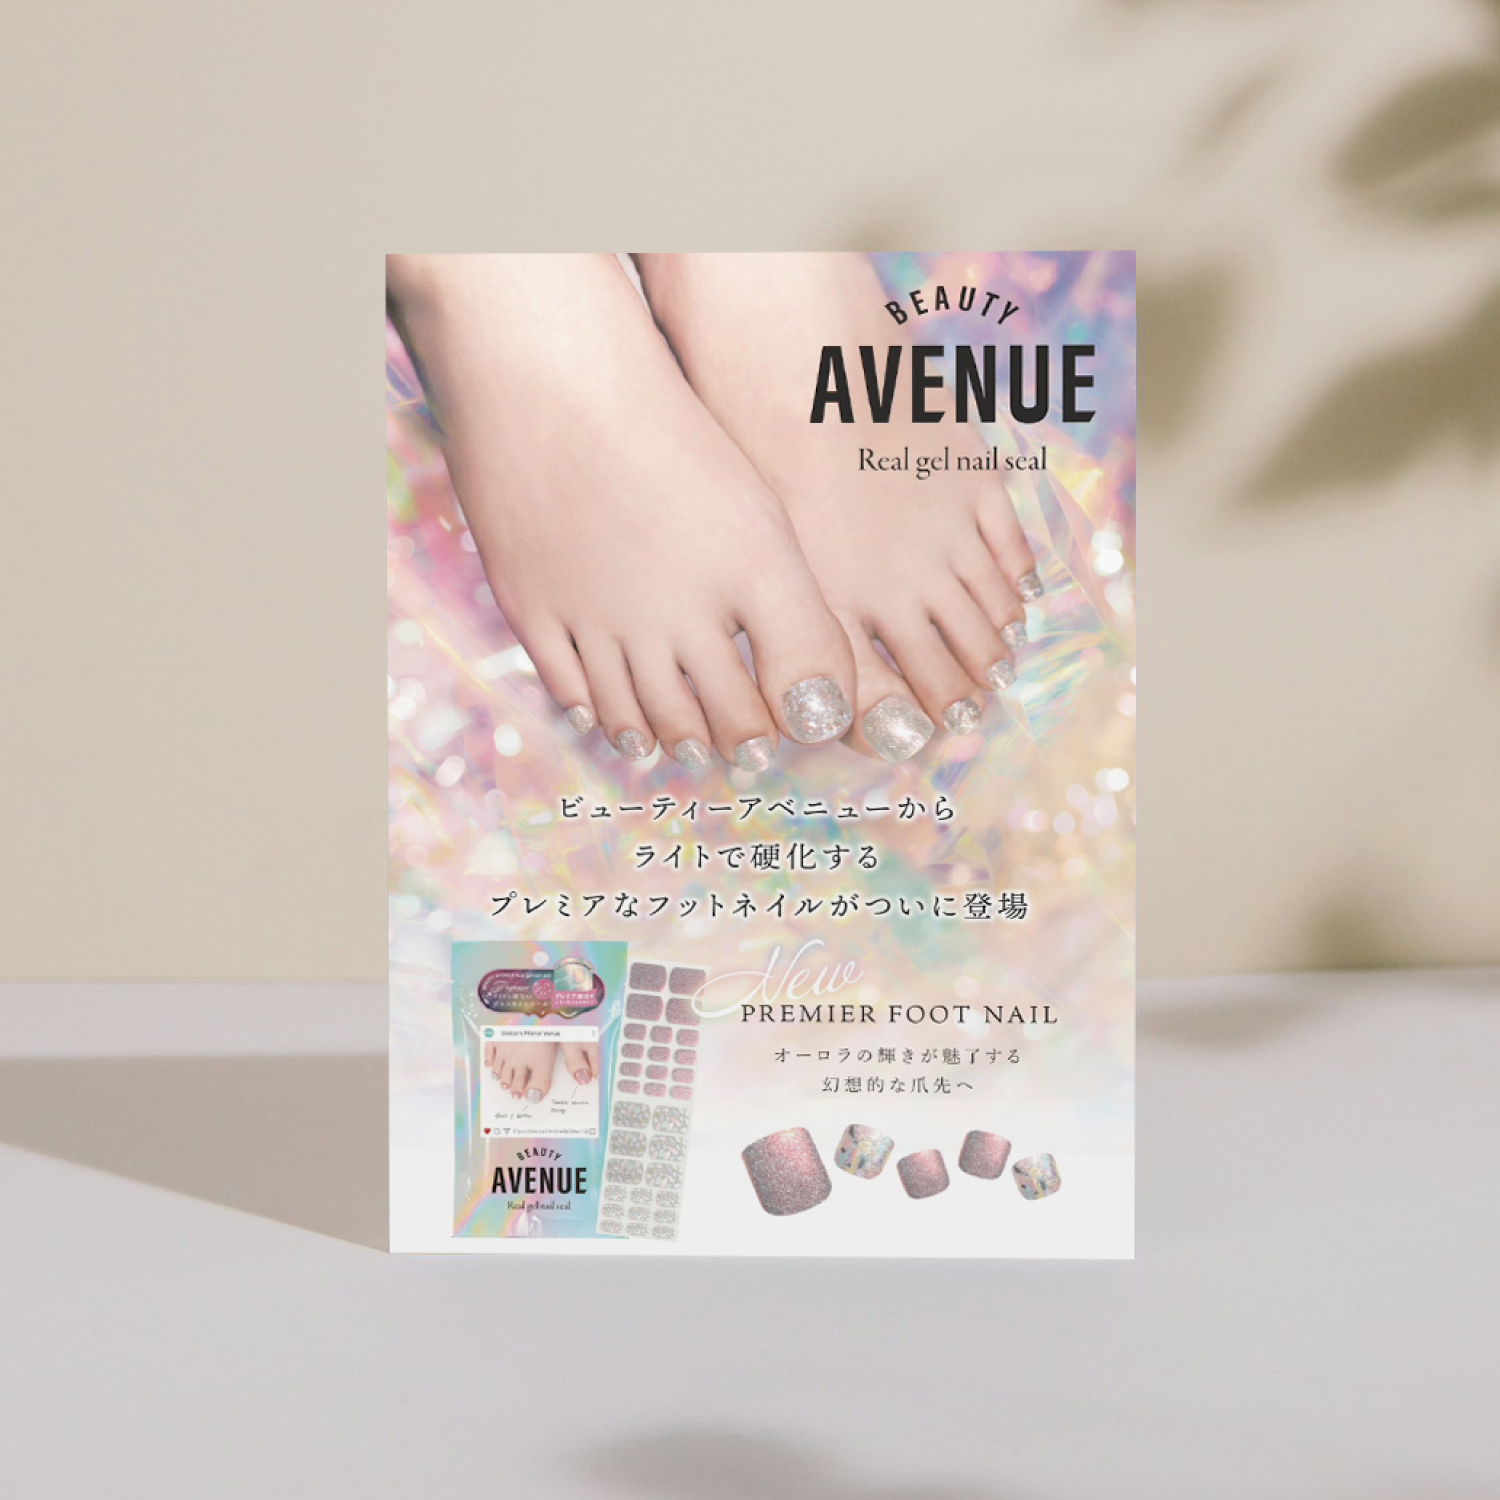 BEAUTY
AVENUE
Real gel nail seal
ビューティーアベニューから
ライトで硬化する
プレミアなフットネイルがついに登場
New
PREMIER FOOT NAIL
オーロラの輝きが魅了する
幻想的な爪先へ
BEAUTY
AVENUE
Real gel nail seal